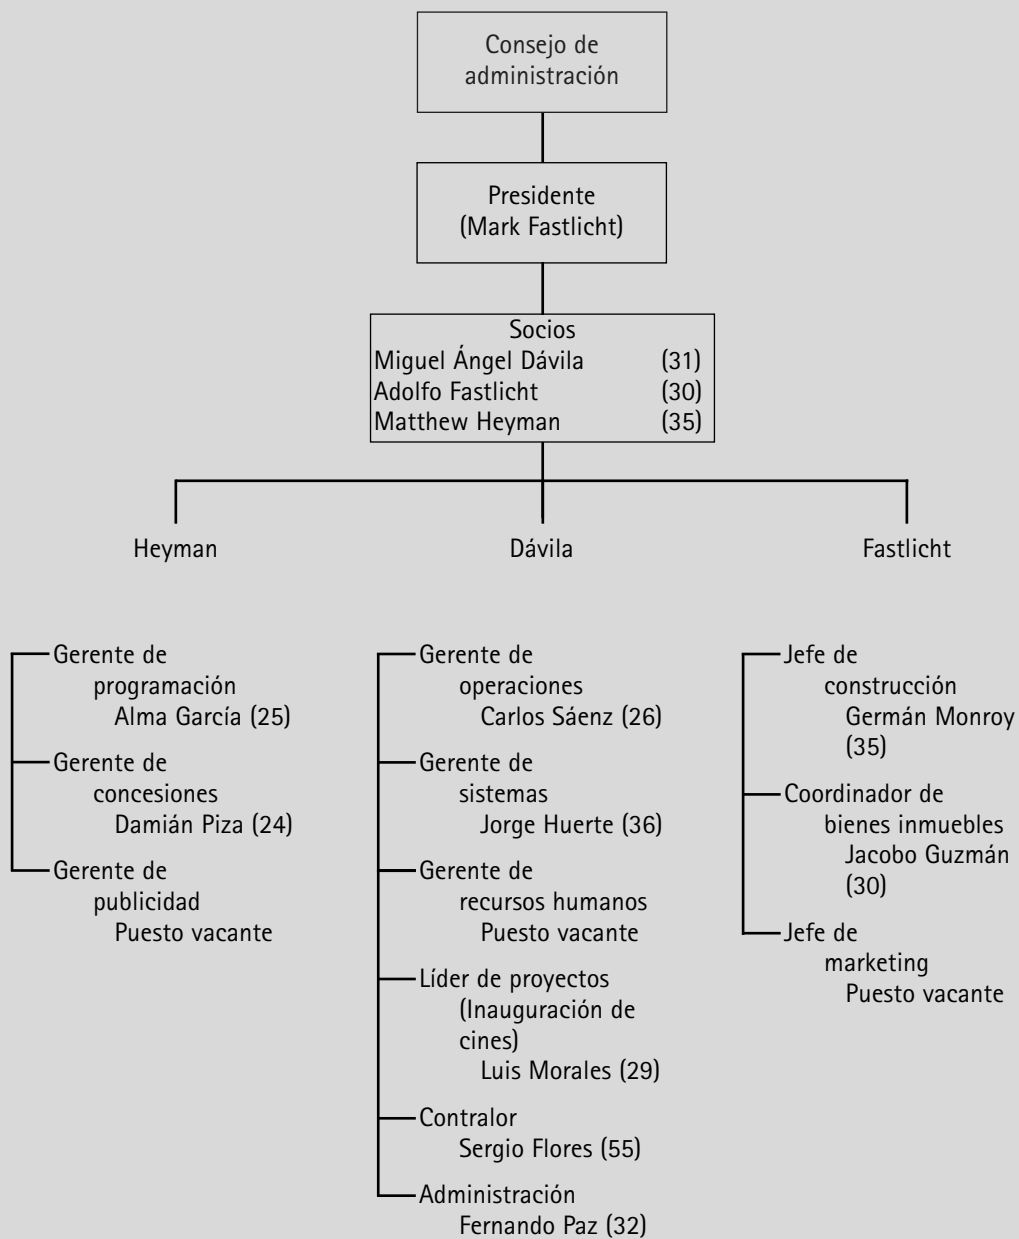 Consejo de
administración
Presidente
(Mark Fastlicht)
Socios
Miguel Ángel Dávila (31)
Adolfo Fastlicht (30)
Matthew Heyman (35)
Heyman
Dávila
Fastlicht
Gerente de
programación
Alma García (25)
Gerente de
concesiones
Damián Piza (24)
Gerente de
publicidad
Puesto vacante
Gerente de
operaciones
Carlos Sáenz (26)
Gerente de
sistemas
Jorge Huerte (36)
Gerente de
recursos humanos
Puesto vacante
Líder de proyectos
(Inauguración de
cines)
Luis Morales (29)
Contralor
Sergio Flores (55)
Administración
Fernando Paz (32)
Jefe de
construcción
Germán Monroy
(35)
Coordinador de
bienes inmuebles
Jacobo Guzmán
(30)
Jefe de
marketing
Puesto vacante